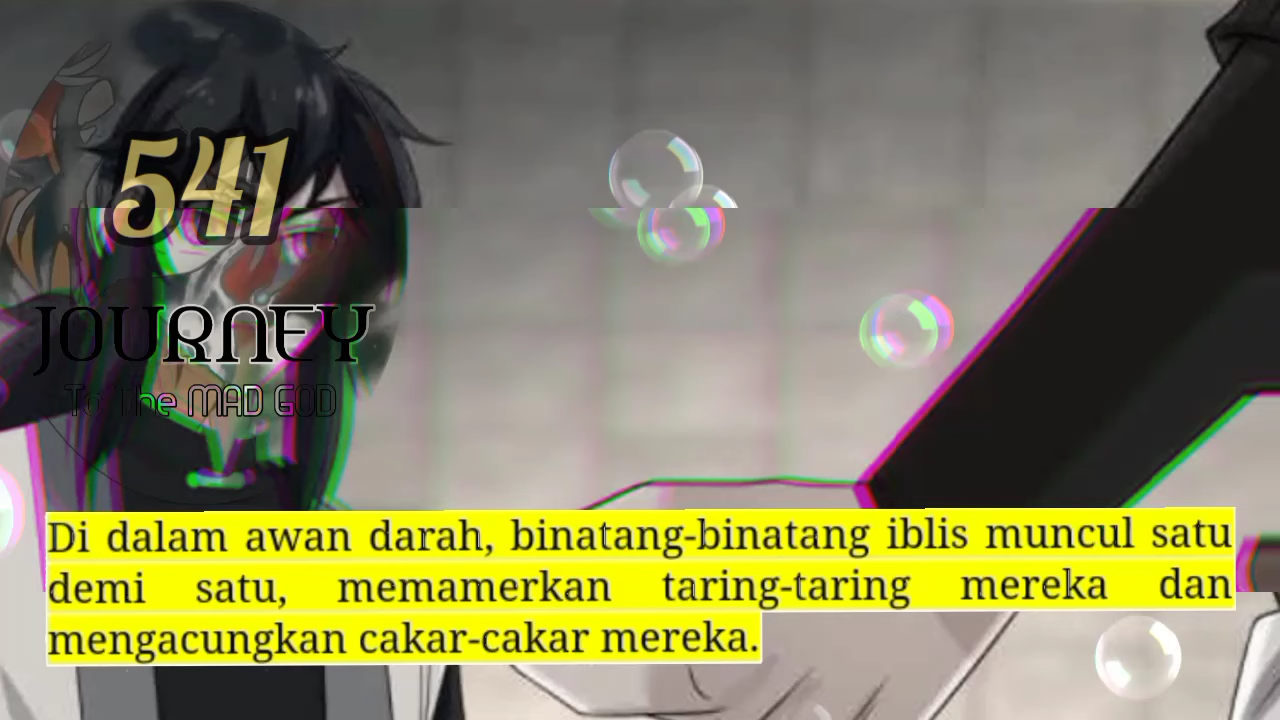 541
JOURNEY
To The MAD GOD
Di dalam awan darah, binatang-binatang iblis muncul satu
demi satu, memamerkan taring-taring mereka dan
mengacungkan cakar-cakar mereka.